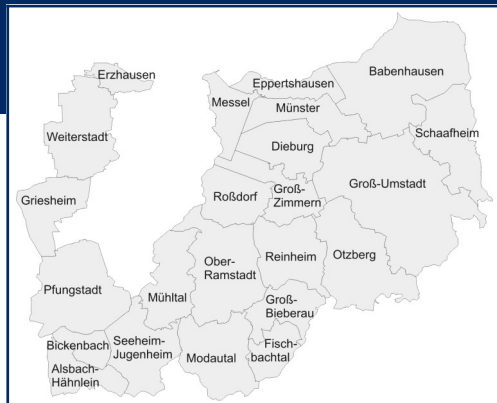 Erzhausen
Babenhausen
Eppertshausen
Messel
Münster
Weiterstadt
Schaafheim
Dieburg
Groß-Umstadt
Griesheim
Roßdorf
Groß-
Zimmern
Ober-
Ramstadt
Reinheim
Otzberg
Pfungstadt
Mühltal
Groß-
Bieberau
Bickenbach
Seeheim-
Jugenheim
Fisch-
bachtal
Modautal
Alsbach-
Hähnlein